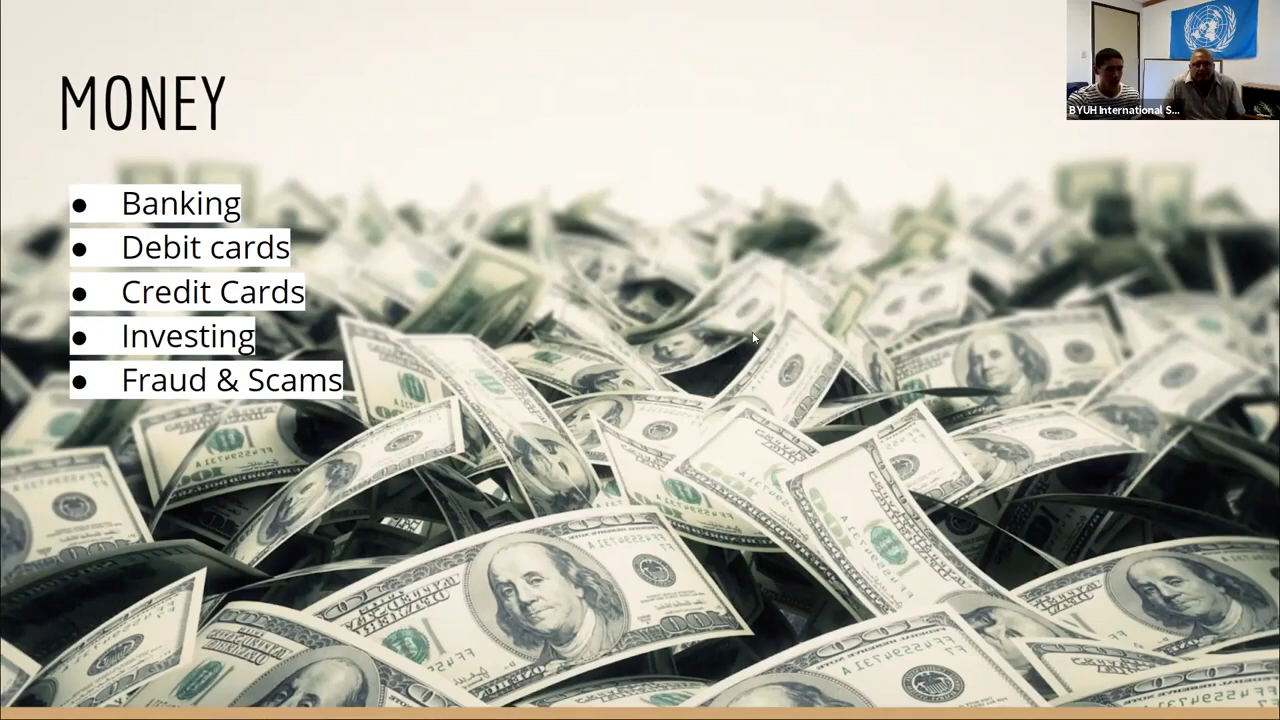 MONEY
● Banking
● Debit cards
● Credit Cards
● Investing
● Fraud & Scams
BYUH International S...